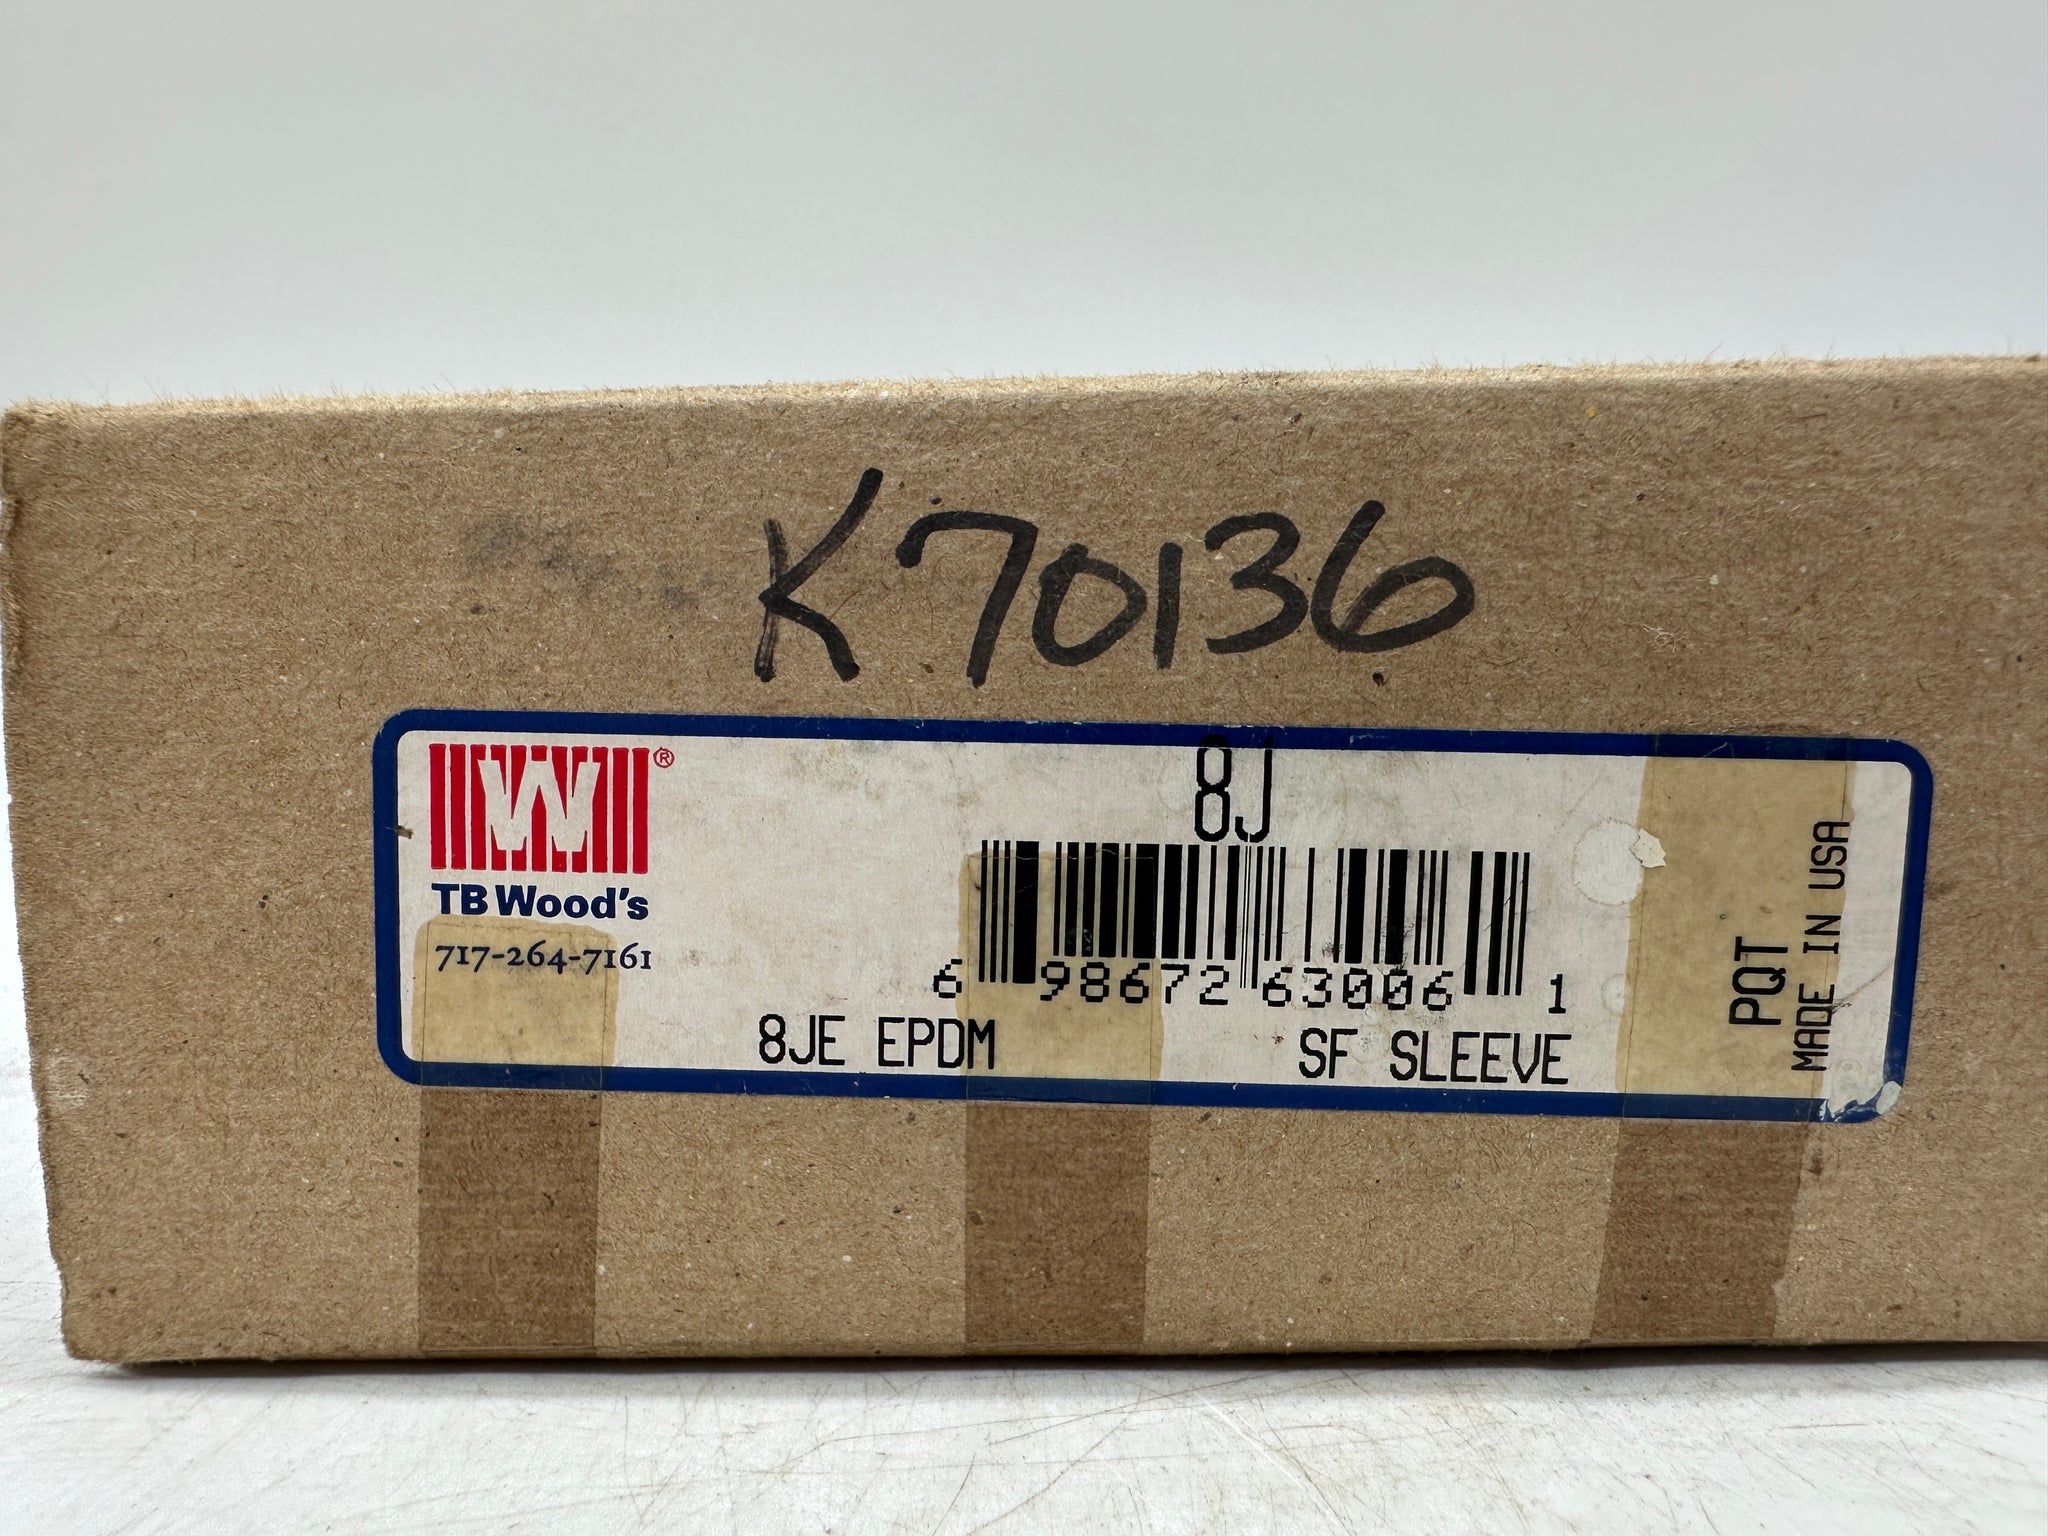 K70136
®
8J
TB Wood's
717-264-7161
6 98672 63006 1
8JE EPDM SF SLEEVE
PQT
MADE IN USA